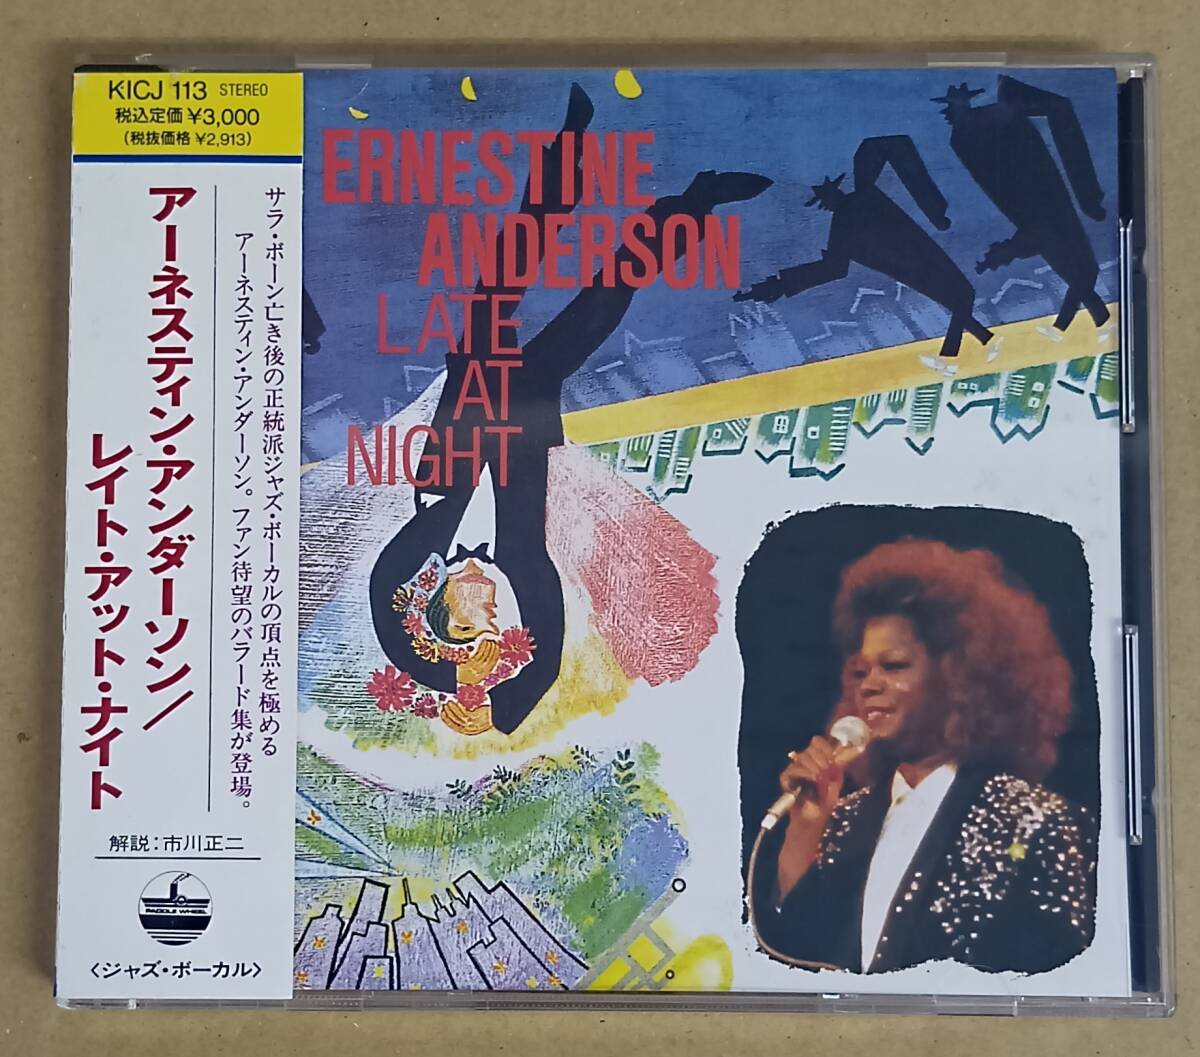 KICJ 113 STEREO
税込定価 ¥3,000
(税抜価格 ¥2,913)
サラ・ボーン亡き後の正統派ジャズ・ボーカルの頂点を極める
アーネスティン・アンダーソン。ファン待望のバラード集が登場。
アーネスティン・アンダーソン/
レイト・アット・ナイト
解説:市川正二
PADDLE WHEEL
〈ジャズ・ボーカル〉
ERNESTINE
ANDERSON
LATE
AT
NIGHT